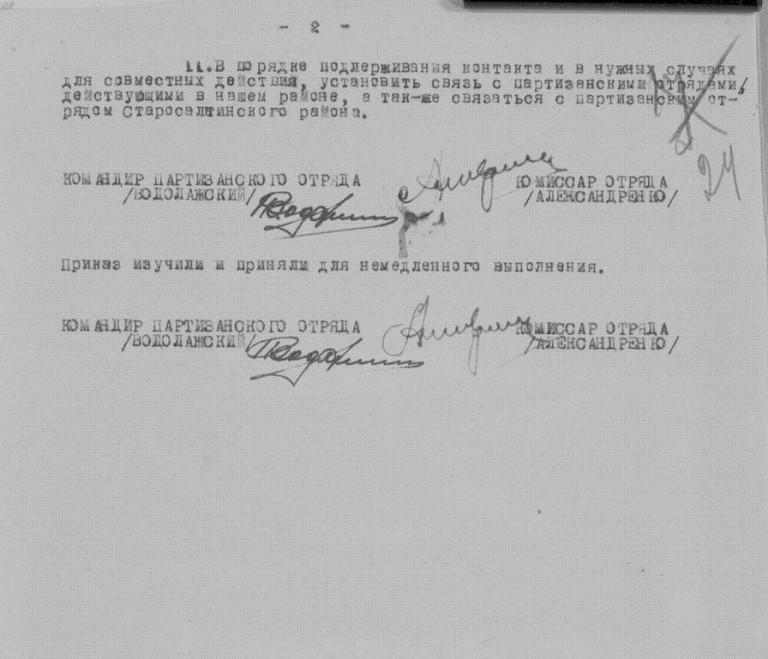 - 2 -
11.В порядке подлерживания контакта и в нужных случаях
для совместных действия, установить связь с партизанскими отрядами,
действующими в нашем районе, а так-же связаться с партизанским от-
рядом Старосалтинского района.
КОМАНДИР ПАРТИЗАНСКОГО ОТРЯДА КОМИССАР ОТРЯДА
/ВОДОЛАЖСКИЙ/ /АЛЕКСАНДРЕНКО/
24
Приказ изучили и приняли для немедленного выполнения.
КОМАНДИР ПАРТИЗАНСКОГО ОТРЯДА КОМИССАР ОТРЯДА
/ВОДОЛАЖСКИЙ/ /АЛЕКСАНДРЕНКО/